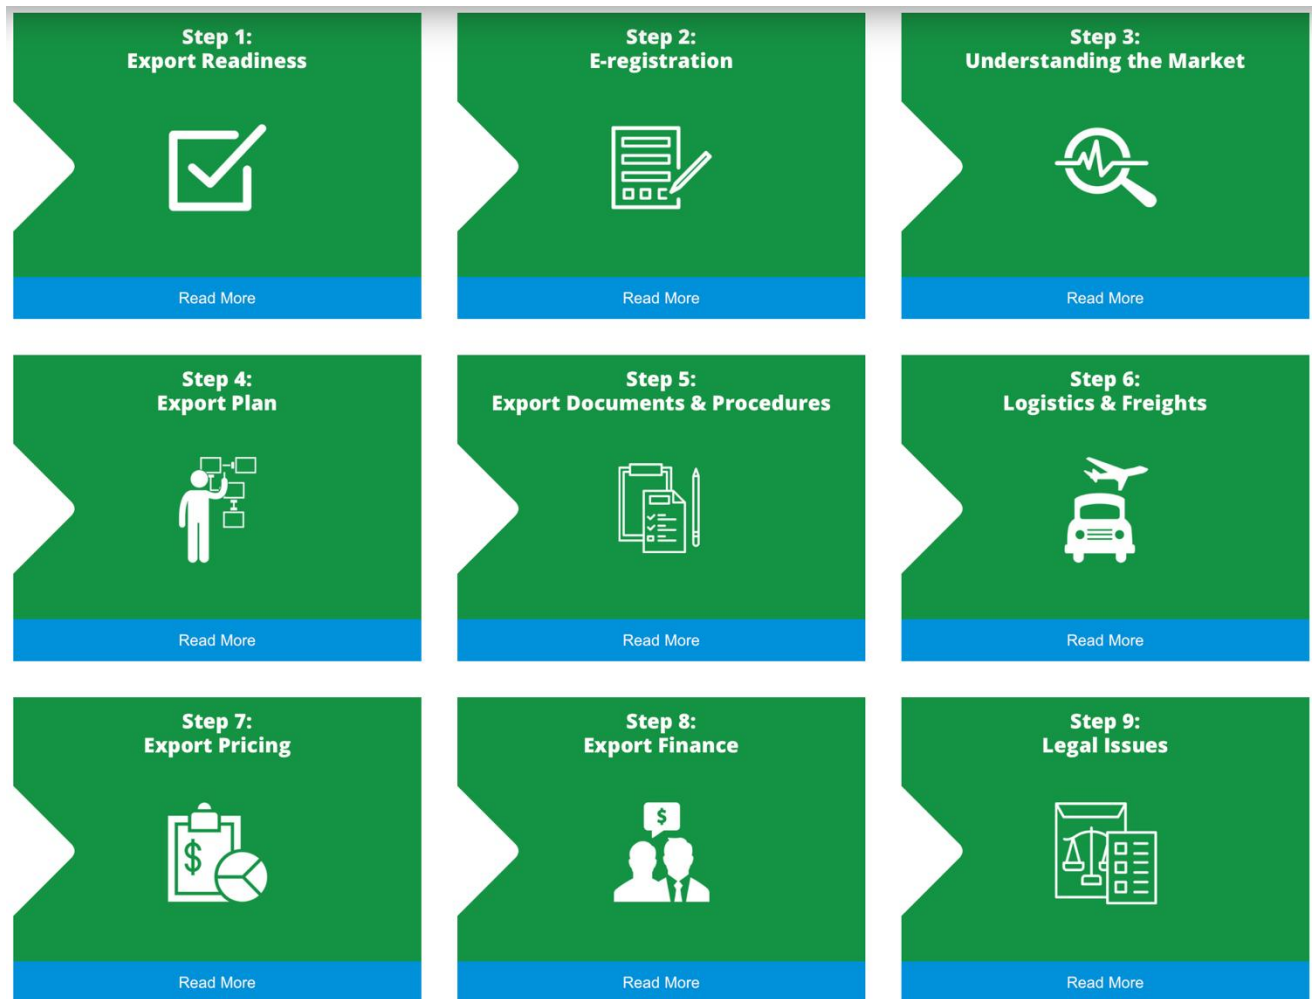 Step 1:
Export Readiness
Read More
Step 2:
E-registration
Read More
Step 3:
Understanding the Market
Read More
Step 4:
Export Plan
Read More
Step 5:
Export Documents & Procedures
Read More
Step 6:
Logistics & Freights
Read More
Step 7:
Export Pricing
$
Read More
Step 8:
Export Finance
$
Read More
Step 9:
Legal Issues
Read More